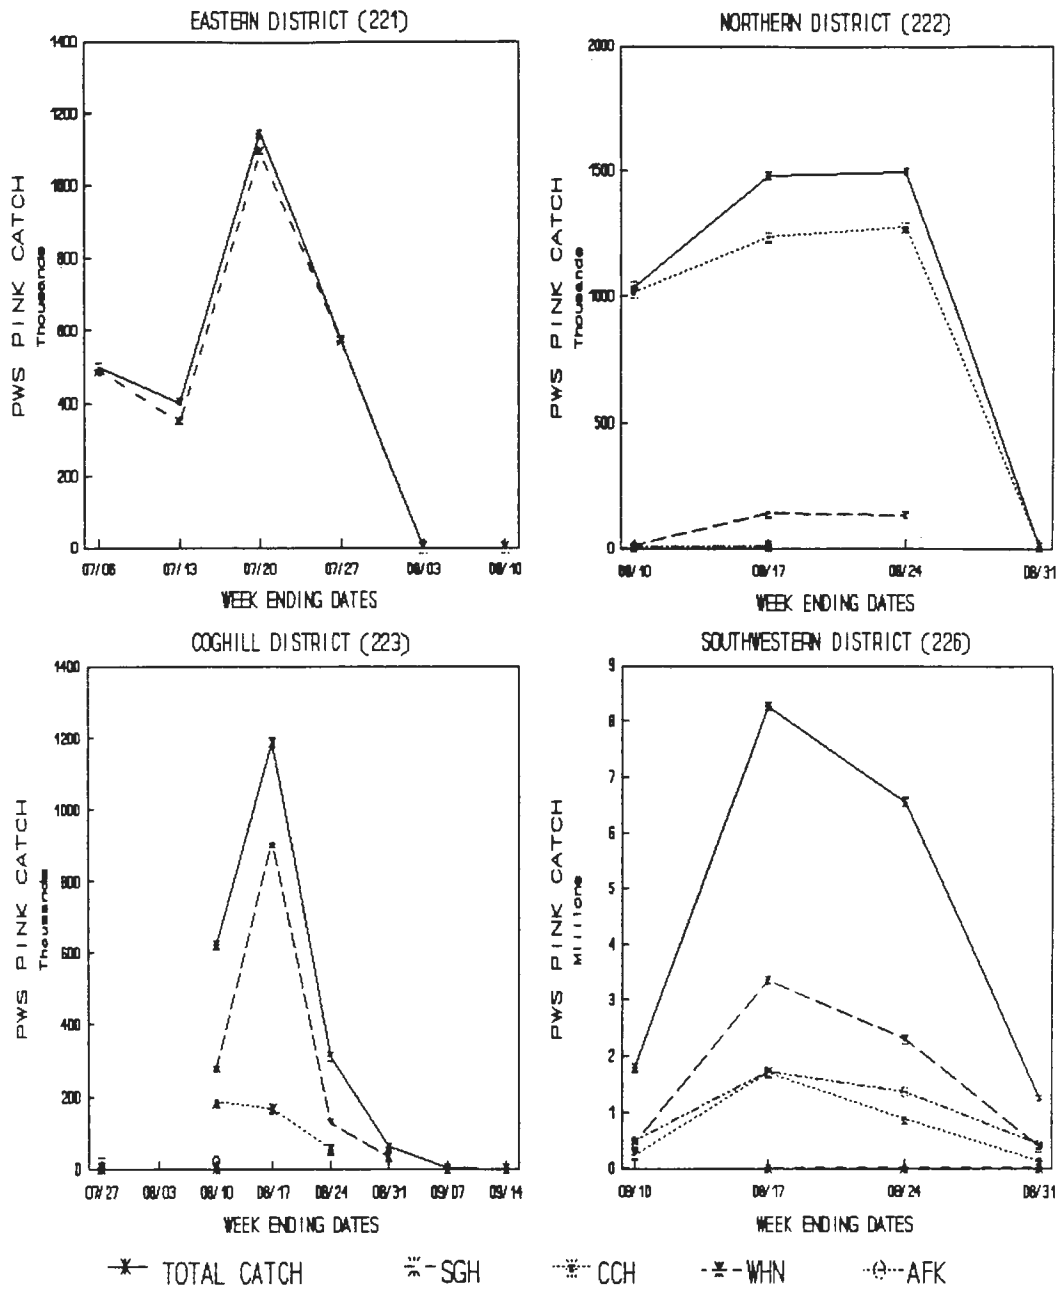 EASTERN DISTRICT (221)
1400
1200
1000
800
600
400
200
0
PWS PINK CATCH
Thousands
07/06 07/13 07/20 07/27 08/03 08/10
WEEK ENDING DATES
NORTHERN DISTRICT (222)
2000
1500
1000
500
0
PWS PINK CATCH
Thousands
08/10 08/17 08/24 08/31
WEEK ENDING DATES
COGHILL DISTRICT (223)
1400
1200
1000
800
600
400
200
0
PWS PINK CATCH
Thousands
07/27 08/03 08/10 08/17 08/24 08/31 09/07 09/14
WEEK ENDING DATES
SOUTHWESTERN DISTRICT (226)
9
8
7
6
5
4
3
2
1
0
PWS PINK CATCH
Millions
08/10 08/17 08/24 08/31
WEEK ENDING DATES
TOTAL CATCH SGH CCH WHN AFK